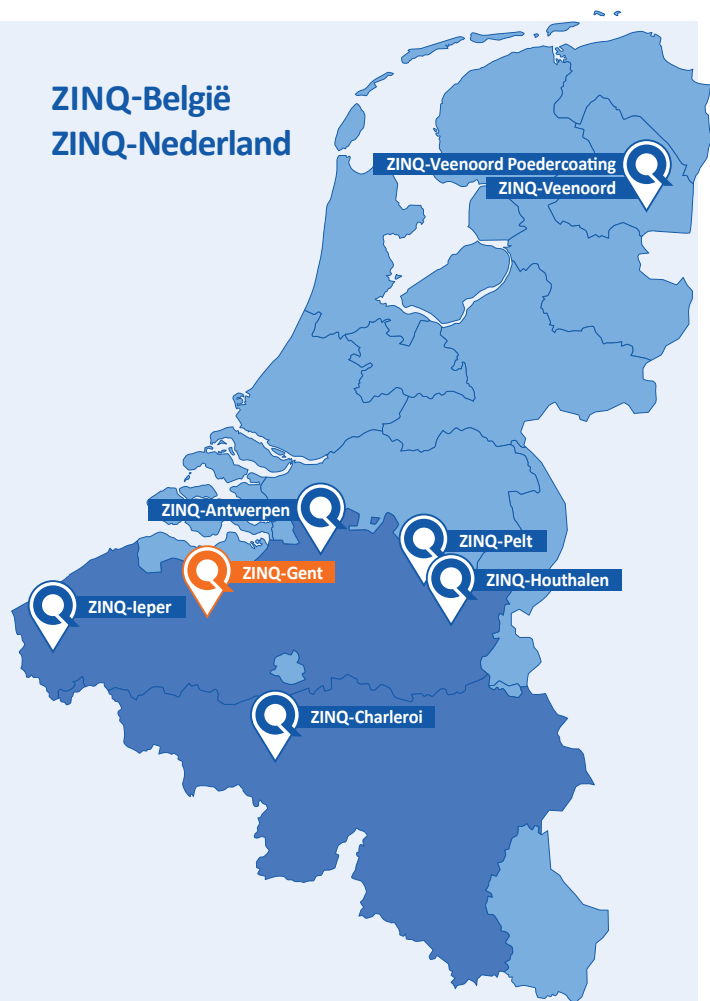 ZINQ-België
ZINQ-Nederland
ZINQ-Veenoord Poedercoating
ZINQ-Veenoord
ZINQ-Antwerpen
ZINQ-Pelt
ZINQ-Gent
ZINQ-Houthalen
ZINQ-Ieper
ZINQ-Charleroi